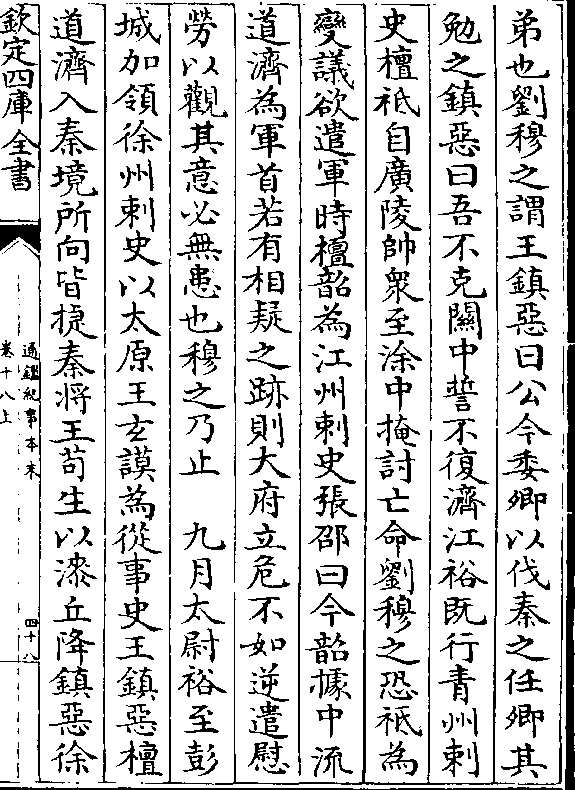 弟也劉穆之謂王鎮惡曰公今委卿以伐秦之任卿其
勉之鎮惡曰吾不克關中誓不復濟江裕既行青州刺
史檀祗自廣陵帥衆至涂中掩討亡命劉穆之恐祗為
變議欲遣軍時檀韶為江州刺史張邵曰今韶據中流
道濟為軍首若有相疑之跡則大府立危不如逆遣慰
勞以觀其意必無患也穆之乃止　九月太尉裕至彭
城加領徐州刺史以太原王玄謨為從事史王鎮惡檀
道濟入秦境所向皆捷秦将王苟生以漆丘降鎮惡徐
欽定四庫全書
通鑑紀事本末
卷十八上
四十八